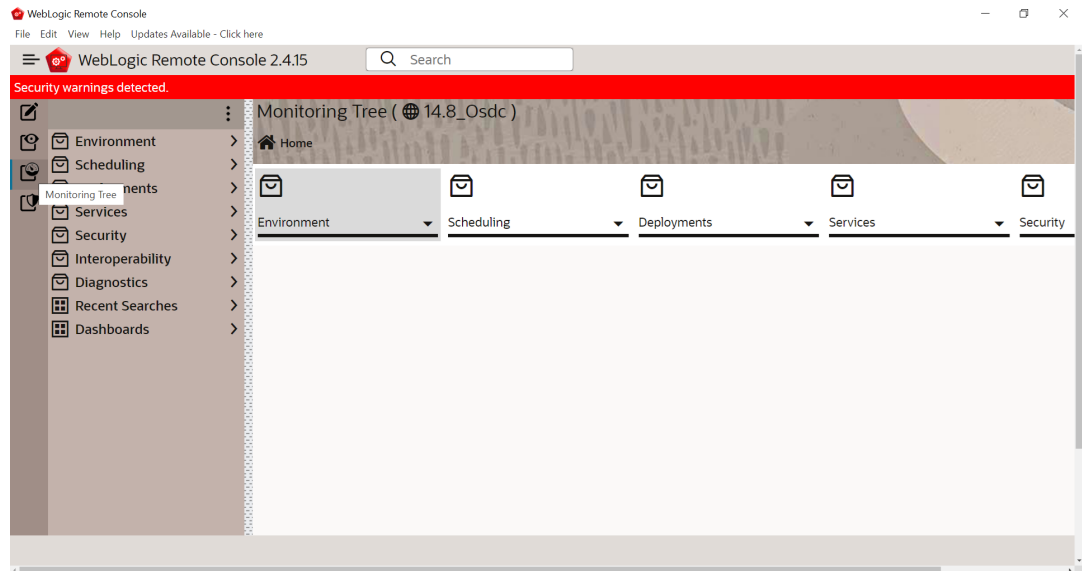 WebLogic Remote Console
File Edit View Help Updates Available - Click here
WebLogic Remote Console 2.4.15
Search
Security warnings detected.
Monitoring Tree ( 14.8_Osdc )
Home
Environment
Scheduling
ments
Services
Security
Interoperability
Diagnostics
Recent Searches
Dashboards
Monitoring Tree
Environment
Scheduling
Deployments
Services
Security